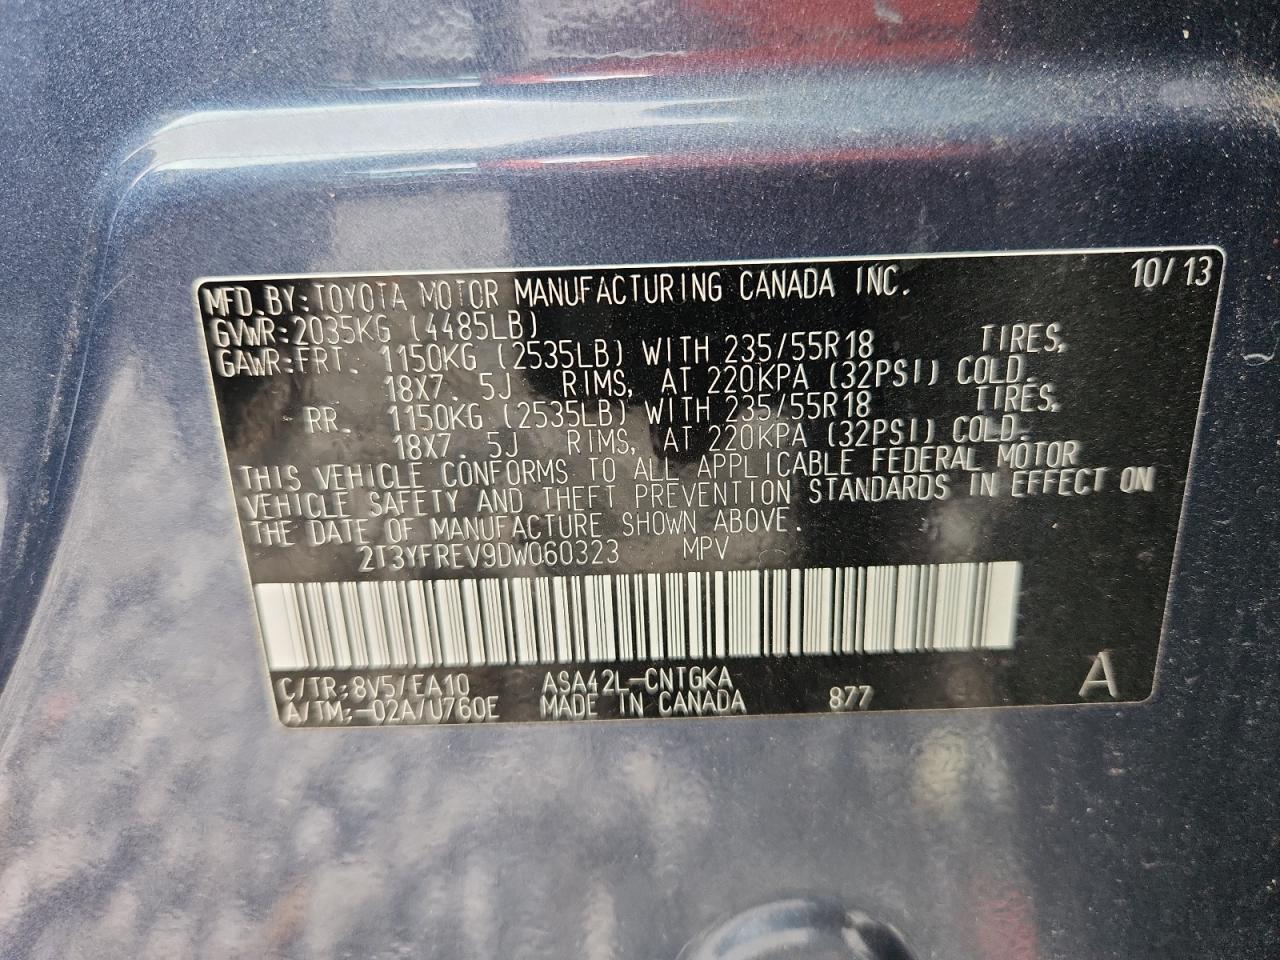 MFD.BY:TOYOTA MOTOR MANUFACTURING CANADA INC. 10/13
GVWR:2035KG (4485LB)
GAWR:FRT. 1150KG (2535LB) WITH 235/55R18 TIRES,
18X7.5J RIMS, AT 220KPA (32PSI) COLD.
RR. 1150KG (2535LB) WITH 235/55R18 TIRES,
18X7.5J RIMS, AT 220KPA (32PSI) COLD.
THIS VEHICLE CONFORMS TO ALL APPLICABLE FEDERAL MOTOR
VEHICLE SAFETY AND THEFT PREVENTION STANDARDS IN EFFECT ON
THE DATE OF MANUFACTURE SHOWN ABOVE.
2T3YFREV9DW060323 MPV
C/TR:8V5/EA10 ASA42L-CNTGKA A
A/TM:-02A/U760E MADE IN CANADA 877